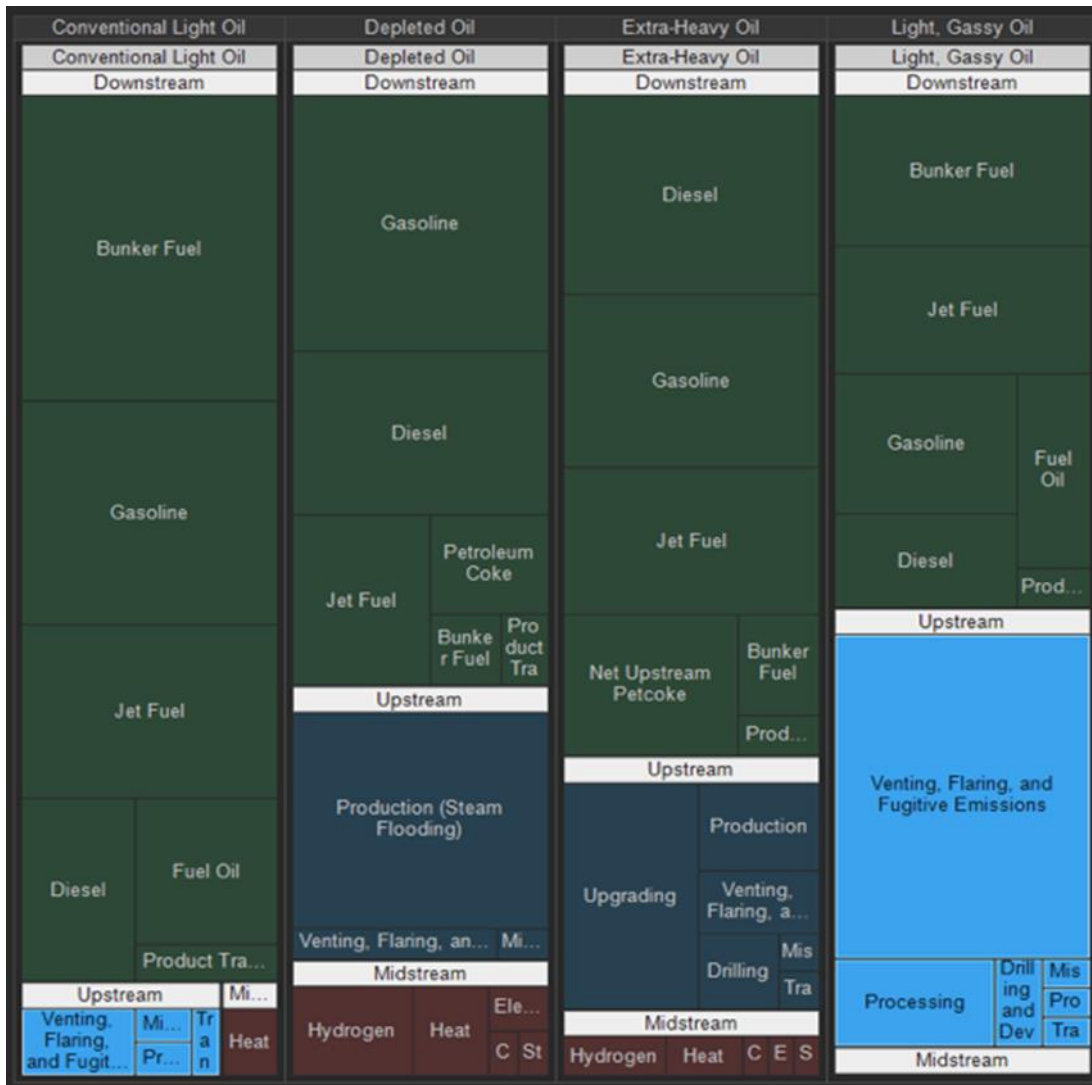 Conventional Light Oil
Conventional Light Oil
Downstream
Bunker Fuel
Gasoline
Jet Fuel
Diesel
Fuel Oil
Product Tra...
Upstream
Venting,
Flaring,
and Fugit...
Mi...
Pr...
Tr
a
n
Mi...
Heat
Depleted Oil
Depleted Oil
Downstream
Gasoline
Diesel
Jet Fuel
Petroleum
Coke
Bunke
r Fuel
Pro
duct
Tra
Upstream
Production (Steam
Flooding)
Venting, Flaring, an...
Mi...
Midstream
Hydrogen
Heat
Ele...
C
St
Extra-Heavy Oil
Extra-Heavy Oil
Downstream
Diesel
Gasoline
Jet Fuel
Net Upstream
Petcoke
Bunker
Fuel
Prod...
Upstream
Upgrading
Production
Venting,
Flaring, a...
Drilling
Mis
Tra
Midstream
Hydrogen
Heat
C
E
S
Light, Gassy Oil
Light, Gassy Oil
Downstream
Bunker Fuel
Jet Fuel
Gasoline
Fuel
Oil
Diesel
Prod...
Upstream
Venting, Flaring, and
Fugitive Emissions
Processing
Drill
ing
and
Dev
Mis
Pro
Tra
Midstream